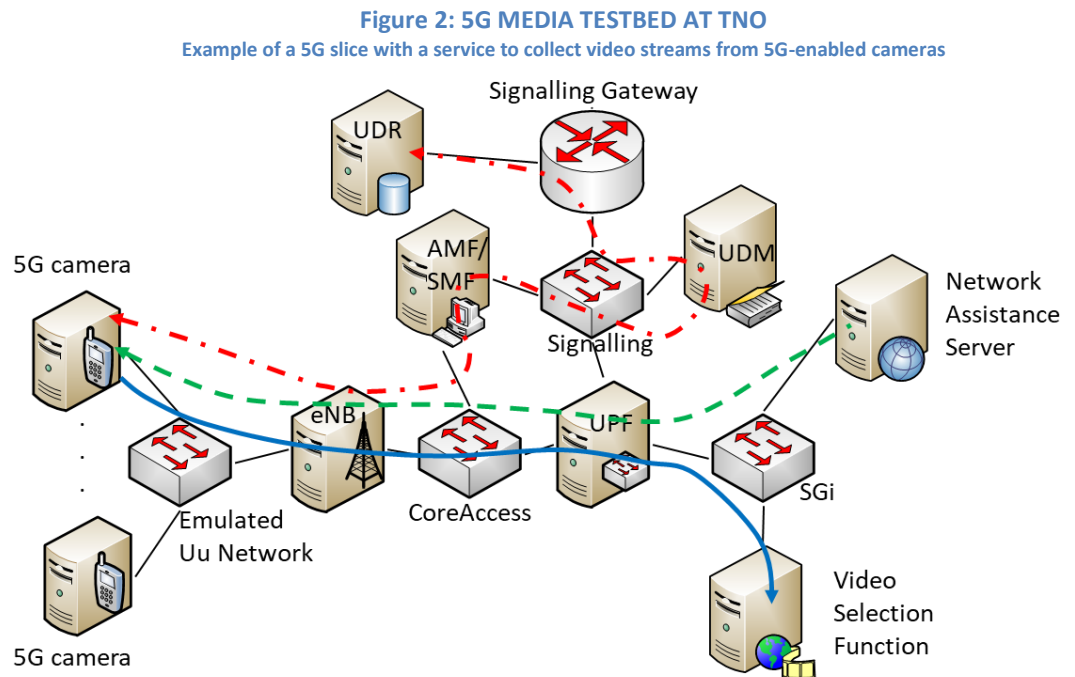 Figure 2: 5G MEDIA TESTBED AT TNO
Example of a 5G slice with a service to collect video streams from 5G-enabled cameras
Signalling Gateway
UDR
AMF/
SMF
UDM
5G camera
Network
Assistance
Server
Signalling
eNB
UPF
CoreAccess
SGi
Emulated
Uu Network
5G camera
Video
Selection
Function